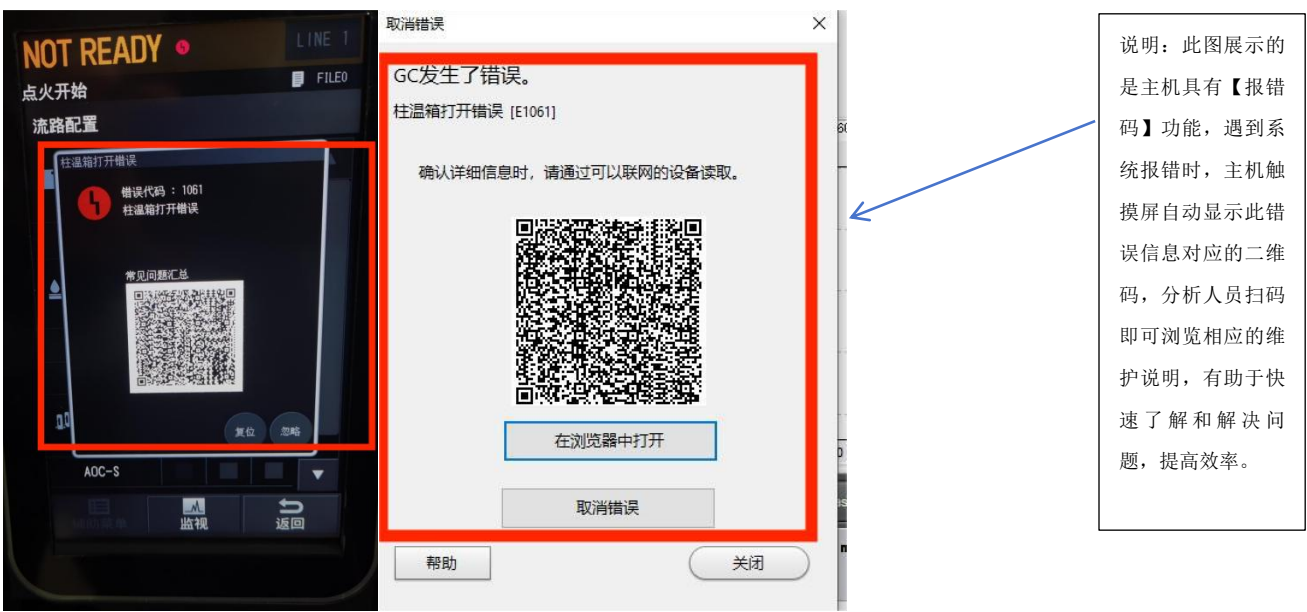 NOT READY
LINE 1
FILE0
点火开始
流路配置
柱温箱打开错误
错误代码 : 1061
柱温箱打开错误
常见问题汇总
复位
忽略
AOC-S
监视
返回
取消错误
GC发生了错误。
柱温箱打开错误 [E1061]
确认详细信息时，请通过可以联网的设备读取。
在浏览器中打开
取消错误
帮助
关闭
说明：此图展示的
是主机具有【报错
码】功能，遇到系
统报错时，主机触
摸屏自动显示此错
误信息对应的二维
码，分析人员扫码
即可浏览相应的维
护说明，有助于快
速了解和解决问
题，提高效率。